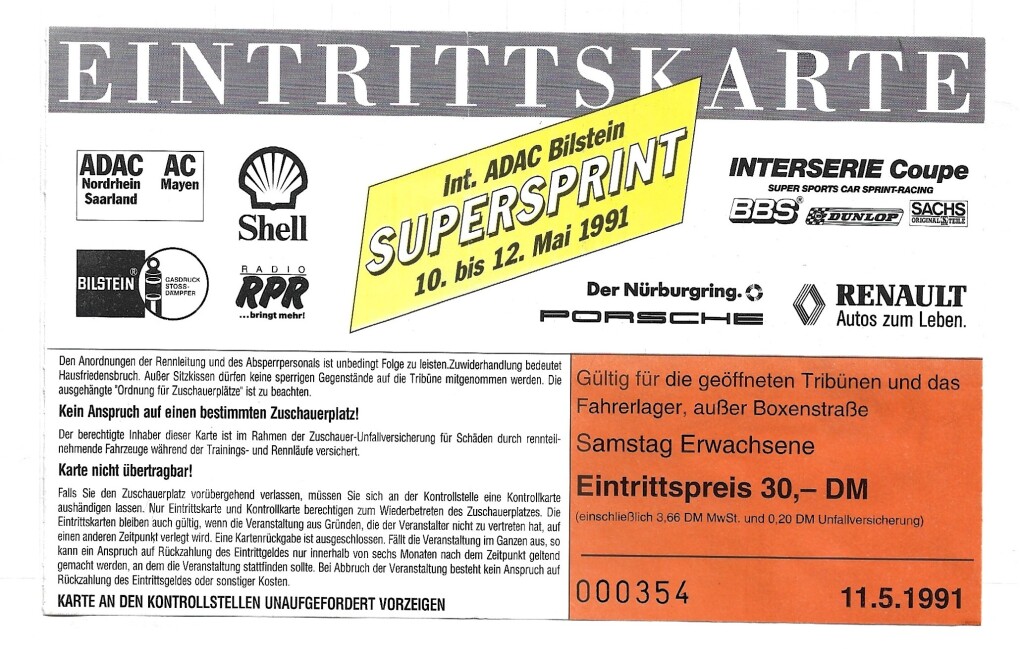 EINTRITTSKARTE
ADAC AC
Nordrhein Mayen
Saarland
Shell
BILSTEIN®
GASDRUCK
STOSS-
DÄMPFER
RADIO
RPR
...bringt mehr!
Int. ADAC Bilstein
SUPERSPRINT
10. bis 12. Mai 1991
INTERSERIE Coupe
SUPER SPORTS CAR SPRINT-RACING
BBS® DUNLOP SACHS
ORIGINAL TEILE
Der Nürburgring.
PORSCHE
RENAULT
Autos zum Leben.
Den Anordnungen der Rennleitung und des Absperrpersonals ist unbedingt Folge zu leisten.Zuwiderhandlung bedeutet
Hausfriedensbruch. Außer Sitzkissen dürfen keine sperrigen Gegenstände auf die Tribüne mitgenommen werden. Die
ausgehängte "Ordnung für Zuschauerplätze" ist zu beachten.
Kein Anspruch auf einen bestimmten Zuschauerplatz!
Der berechtigte Inhaber dieser Karte ist im Rahmen der Zuschauer-Unfallversicherung für Schäden durch rennteil-
nehmende Fahrzeuge während der Trainings- und Rennläufe versichert.
Karte nicht übertragbar!
Falls Sie den Zuschauerplatz vorübergehend verlassen, müssen Sie sich an der Kontrollstelle eine Kontrollkarte
aushändigen lassen. Nur Eintrittskarte und Kontrollkarte berechtigen zum Wiederbetreten des Zuschauerplatzes. Die
Eintrittskarten bleiben auch gültig, wenn die Veranstaltung aus Gründen, die der Veranstalter nicht zu vertreten hat, auf
einen anderen Zeitpunkt verlegt wird. Eine Kartenrückgabe ist ausgeschlossen. Fällt die Veranstaltung im Ganzen aus, so
kann ein Anspruch auf Rückzahlung des Eintrittgeldes nur innerhalb von sechs Monaten nach dem Zeitpunkt geltend
gemacht werden, an dem die Veranstaltung stattfinden sollte. Bei Abbruch der Veranstaltung besteht kein Anspruch auf
Rückzahlung des Eintrittsgeldes oder sonstiger Kosten.
KARTE AN DEN KONTROLLSTELLEN UNAUFGEFORDERT VORZEIGEN
Gültig für die geöffneten Tribünen und das
Fahrerlager, außer Boxenstraße
Samstag Erwachsene
Eintrittspreis 30,– DM
(einschließlich 3,66 DM MwSt. und 0,20 DM Unfallversicherung)
000354
11.5.1991